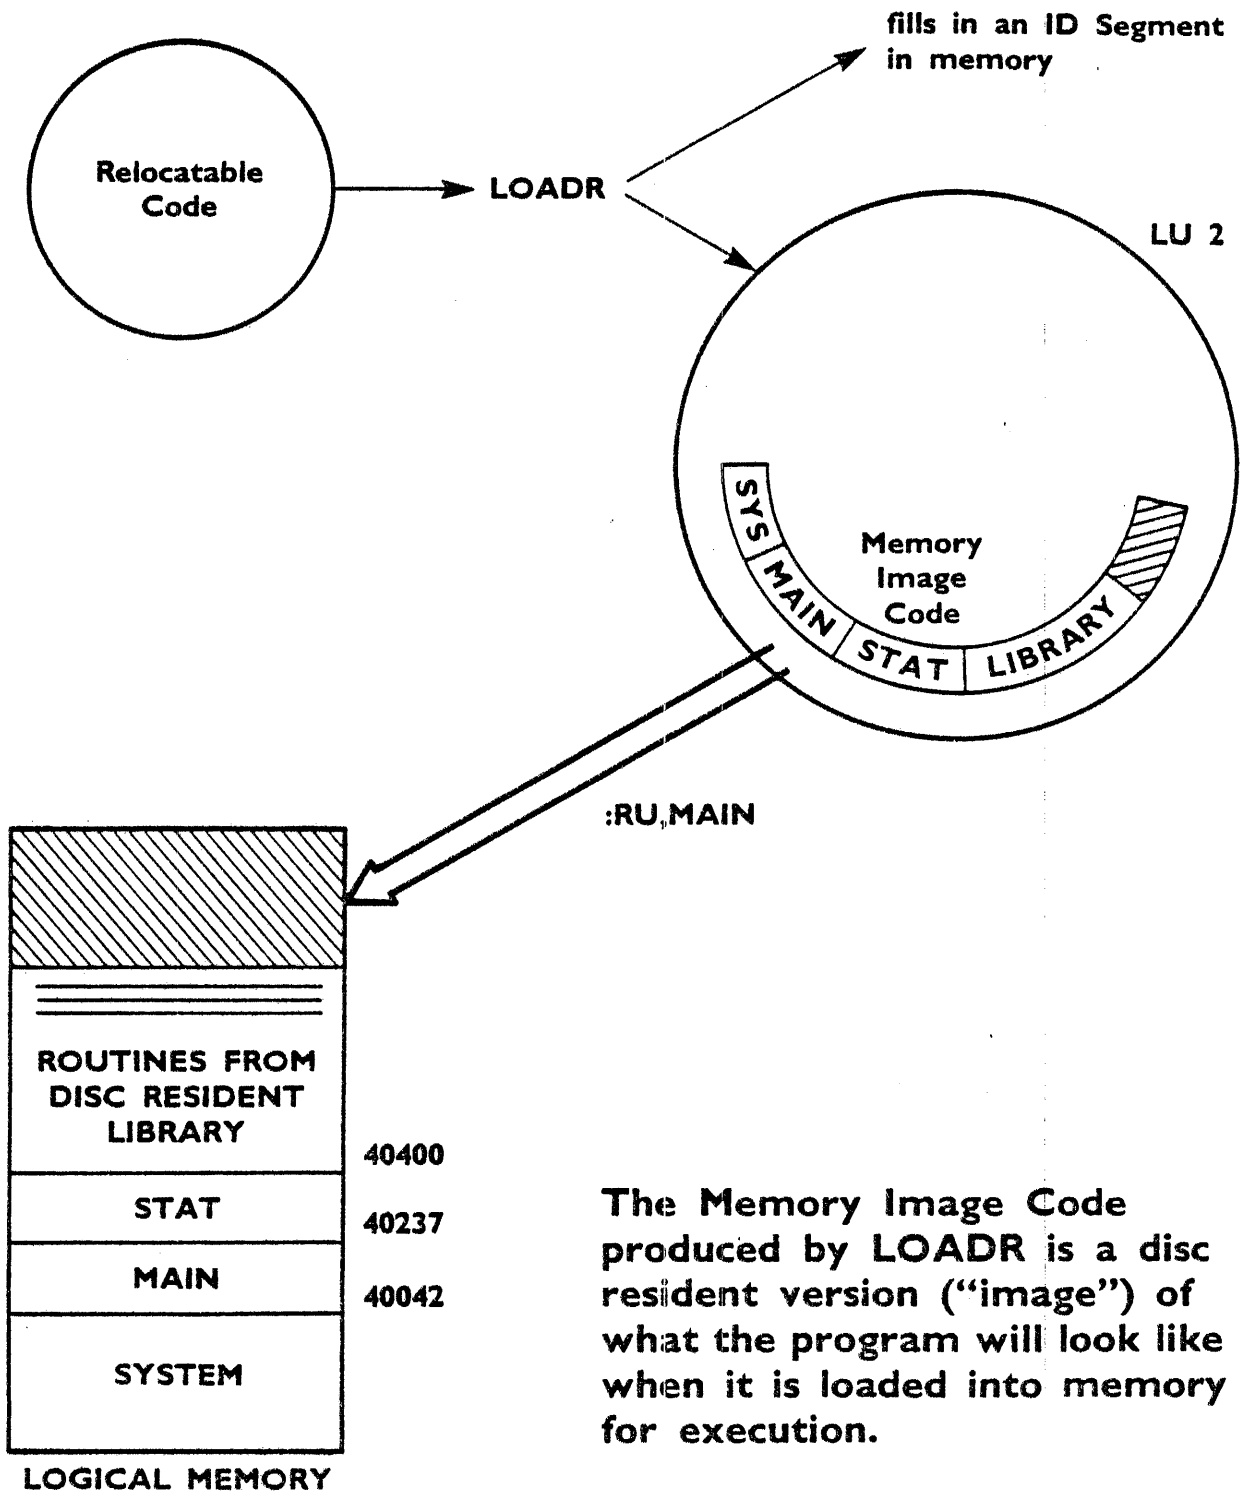 fills in an ID Segment
in memory
Relocatable
Code
LOADR
LU 2
SYS
MAIN
STAT
LIBRARY
Memory
Image
Code
:RU,MAIN
ROUTINES FROM
DISC RESIDENT
LIBRARY
40400
STAT
40237
MAIN
40042
SYSTEM
LOGICAL MEMORY
The Memory Image Code
produced by LOADR is a disc
resident version (“image”) of
what the program will look like
when it is loaded into memory
for execution.